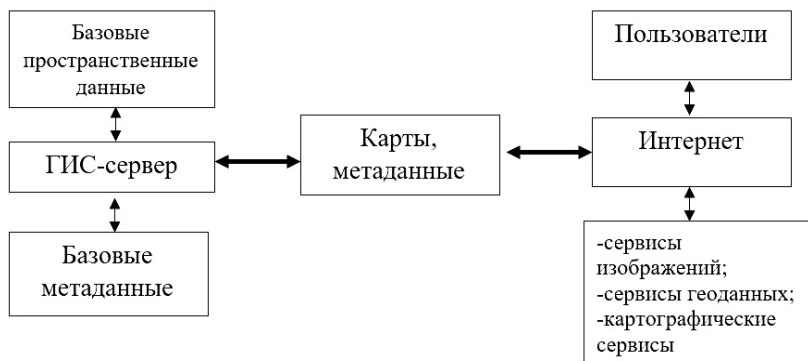 Базовые
пространственные
данные
ГИС-сервер
Базовые
метаданные
Карты,
метаданные
Пользователи
Интернет
-сервисы
изображений;
-сервисы геоданных;
-картографические
сервисы